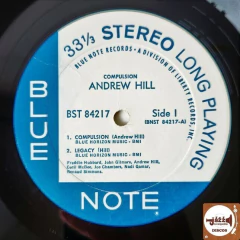 33⅓ STEREO LONG PLAYING
BLUE NOTE RECORDS • A DIVISION OF LIBERTY RECORDS, INC.
COMPULSION
ANDREW HILL
BST 84217 Side 1
(BNST 84217-A)
1. COMPULSION (Andrew Hill)
BLUE HORIZON MUSIC - BMI
2. LEGACY (Hill)
BLUE HORIZON MUSIC - BMI
Freddie Hubbard, John Gilmore, Andrew Hill,
Cecil McBee, Joe Chambers, Nadi Qamar,
Renaud Simmons.
BLUE
NOTE
jazz
DISCOS